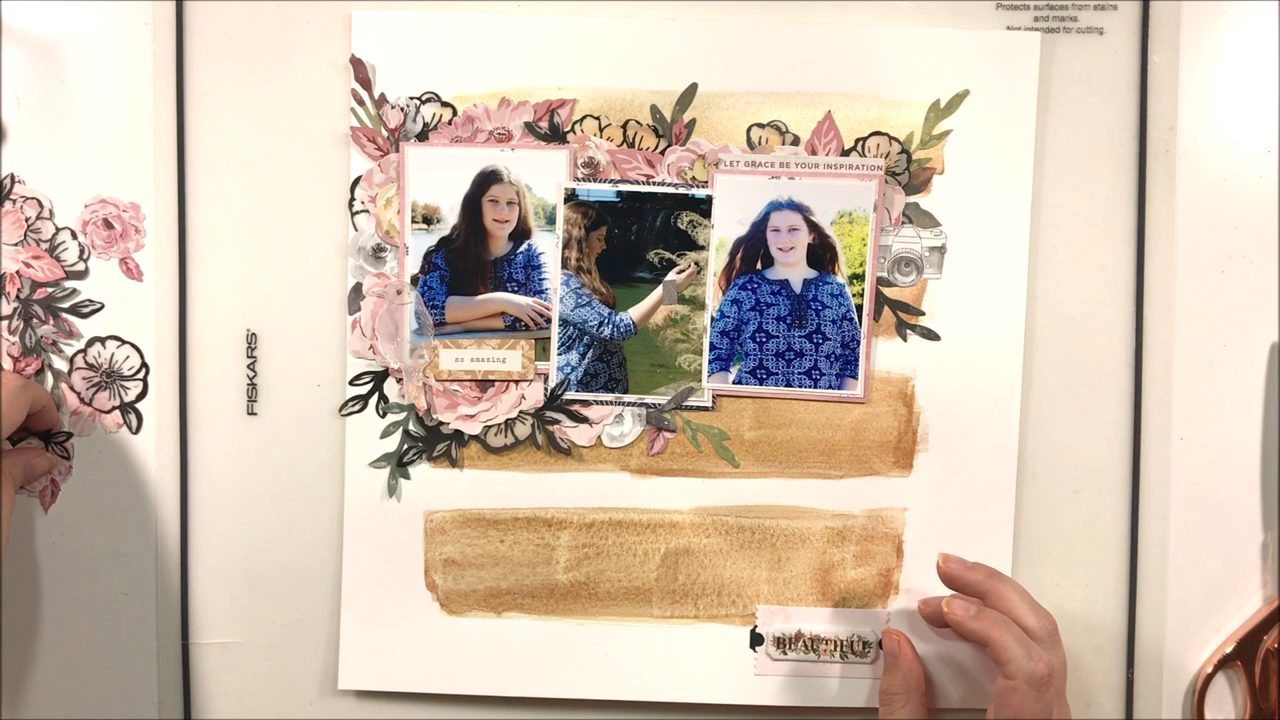 Protects surfaces from stains
and marks.
Not intended for cutting.
LET GRACE BE YOUR INSPIRATION
FISKARS
so amazing
BEAUTIFUL